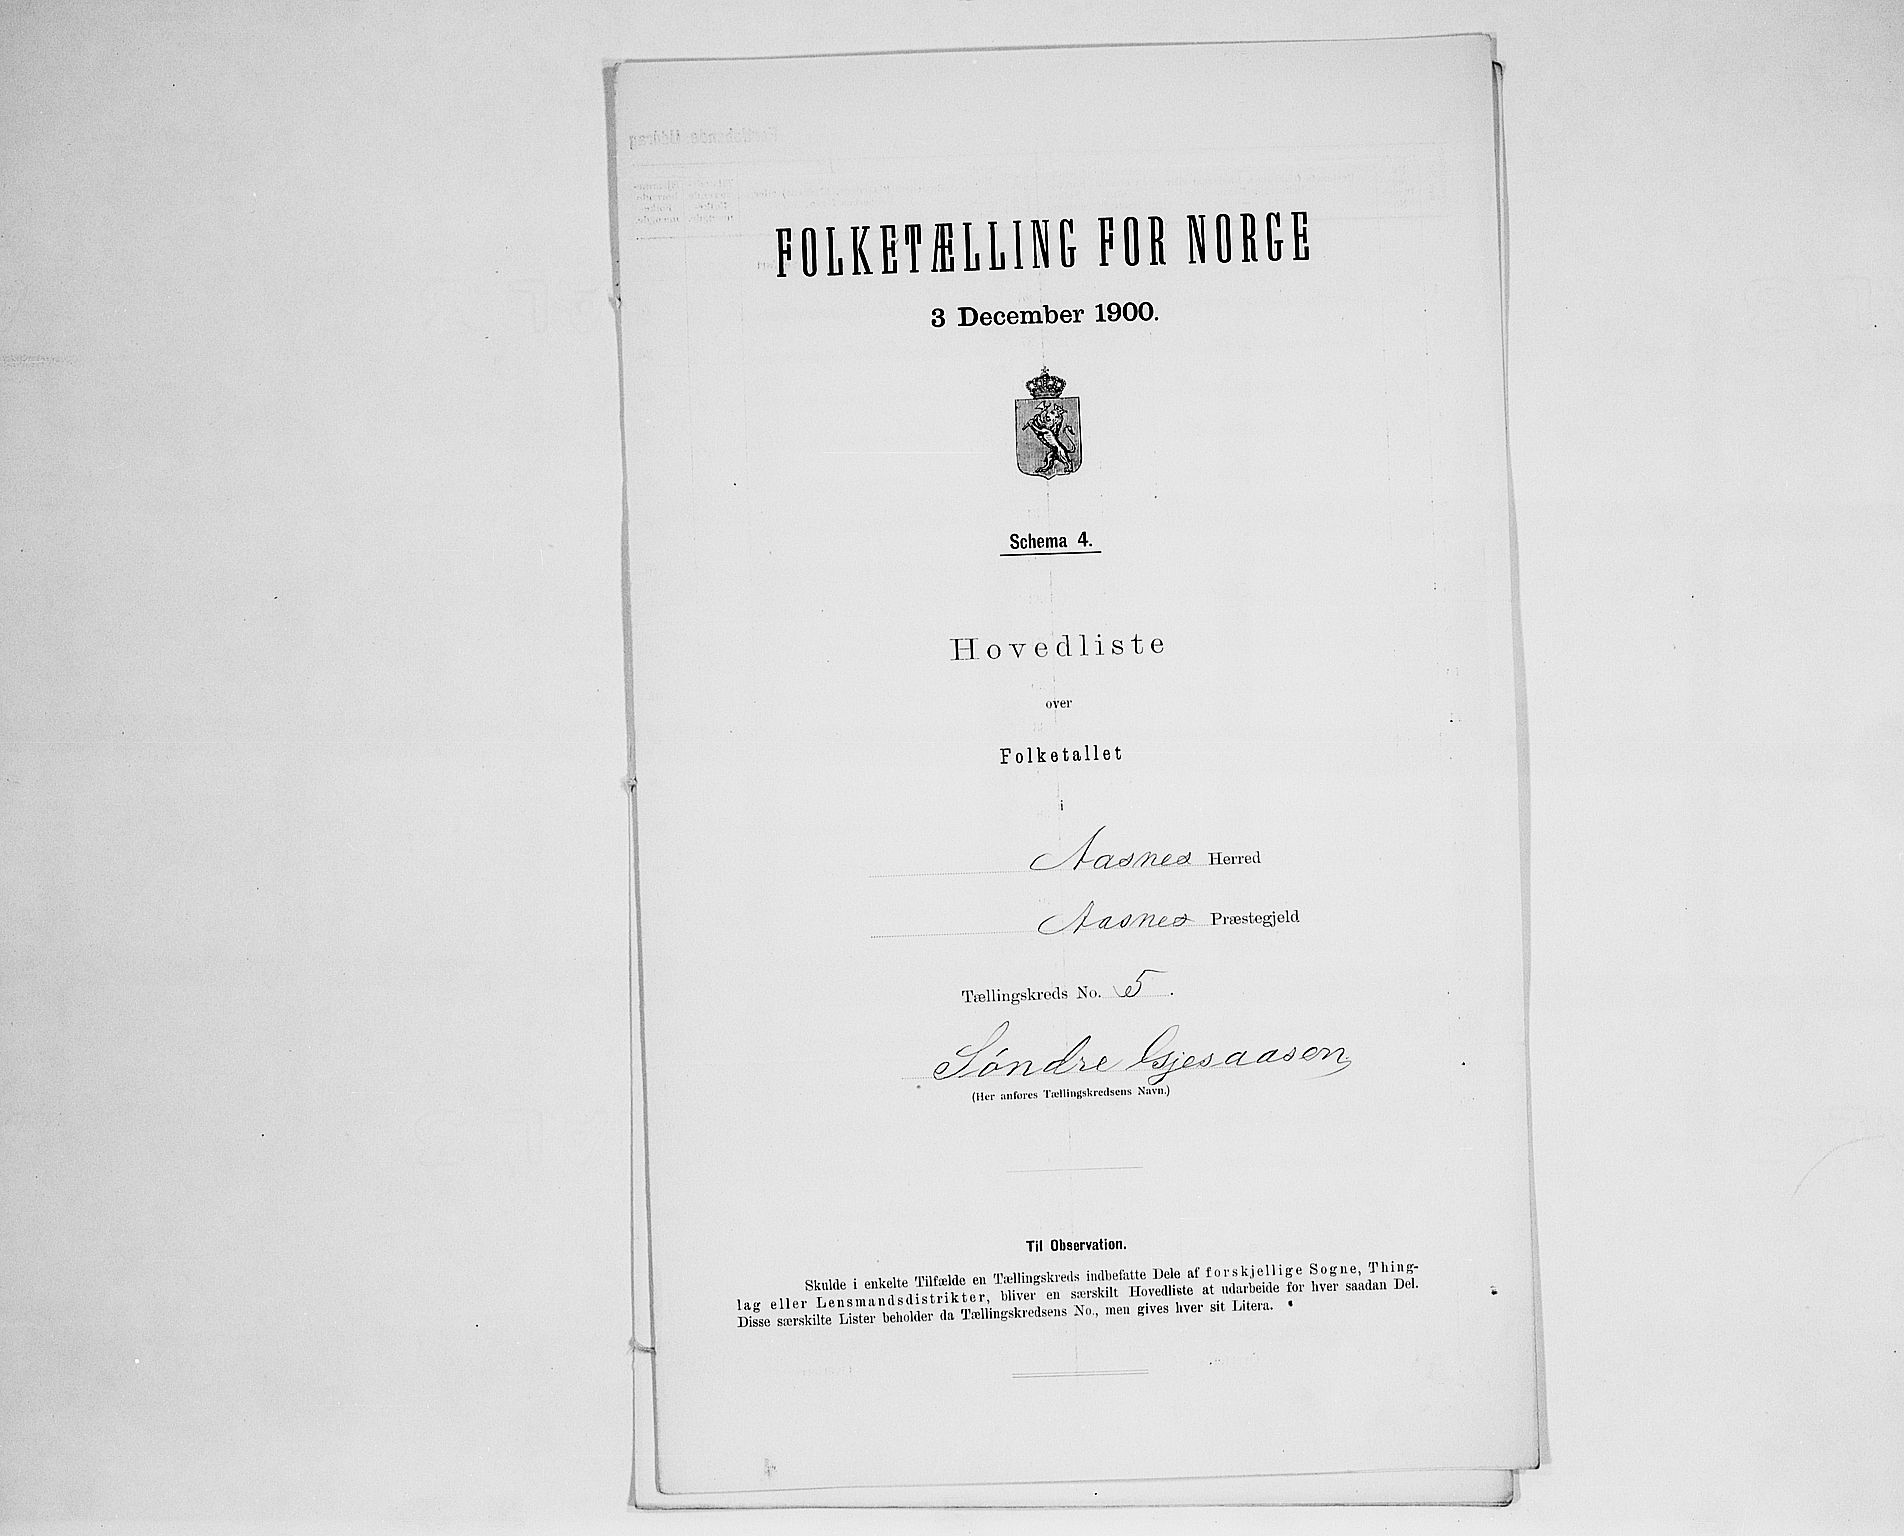 FOLKETÆLLING FOR NORGE
3 December 1900.
Schema 4.
Hovedliste
over
Folketallet
i
Aasnes Herred
Aasnes Præstegjeld
Tællingskreds No. 5.
Søndre Gjesaasen
(Her anføres Tællingskredsens Navn.)
Til Observation.
Skulde i enkelte Tilfælde en Tællingskreds indbefatte Dele af forskjellige Sogne, Thing-
lag eller Lensmandsdistrikter, bliver en særskilt Hovedliste at udarbeide for hver saadan Del.
Disse særskilte Lister beholder da Tællingskredsens No., men gives hver sit Litera.